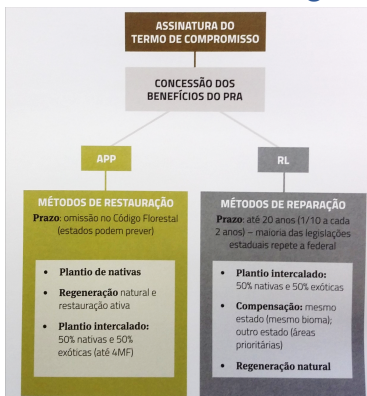 ASSINATURA DO
TERMO DE COMPROMISSO
CONCESSÃO DOS
BENEFÍCIOS DO PRA
APP
RL
MÉTODOS DE RESTAURAÇÃO
Prazo: omissão no Código Florestal
(estados podem prever)
• Plantio de nativas
• Regeneração natural e
restauração ativa
• Plantio intercalado:
50% nativas e 50%
exóticas (até 4MF)
MÉTODOS DE REPARAÇÃO
Prazo: até 20 anos (1/10 a cada
2 anos) – maioria das legislações
estaduais repete a federal
• Plantio intercalado:
50% nativas e 50% exóticas
• Compensação: mesmo
estado (mesmo bioma);
outro estado (áreas
prioritárias)
• Regeneração natural